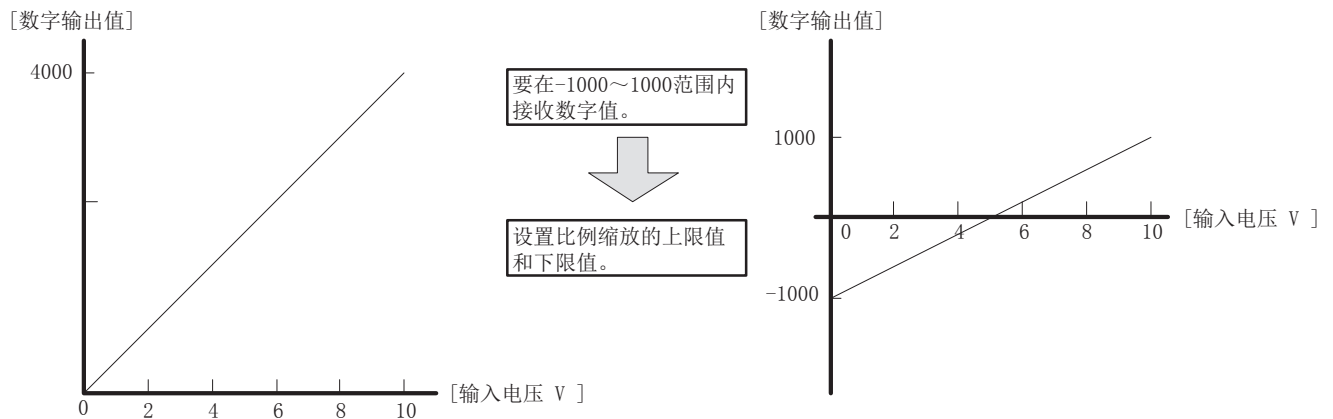 [数字输出值]
4000
0
2
4
6
8
10
[输入电压 V ]
要在-1000～1000范围内
接收数字值。
设置比例缩放的上限值
和下限值。
[数字输出值]
1000
-1000
0
2
4
6
8
10
[输入电压 V ]